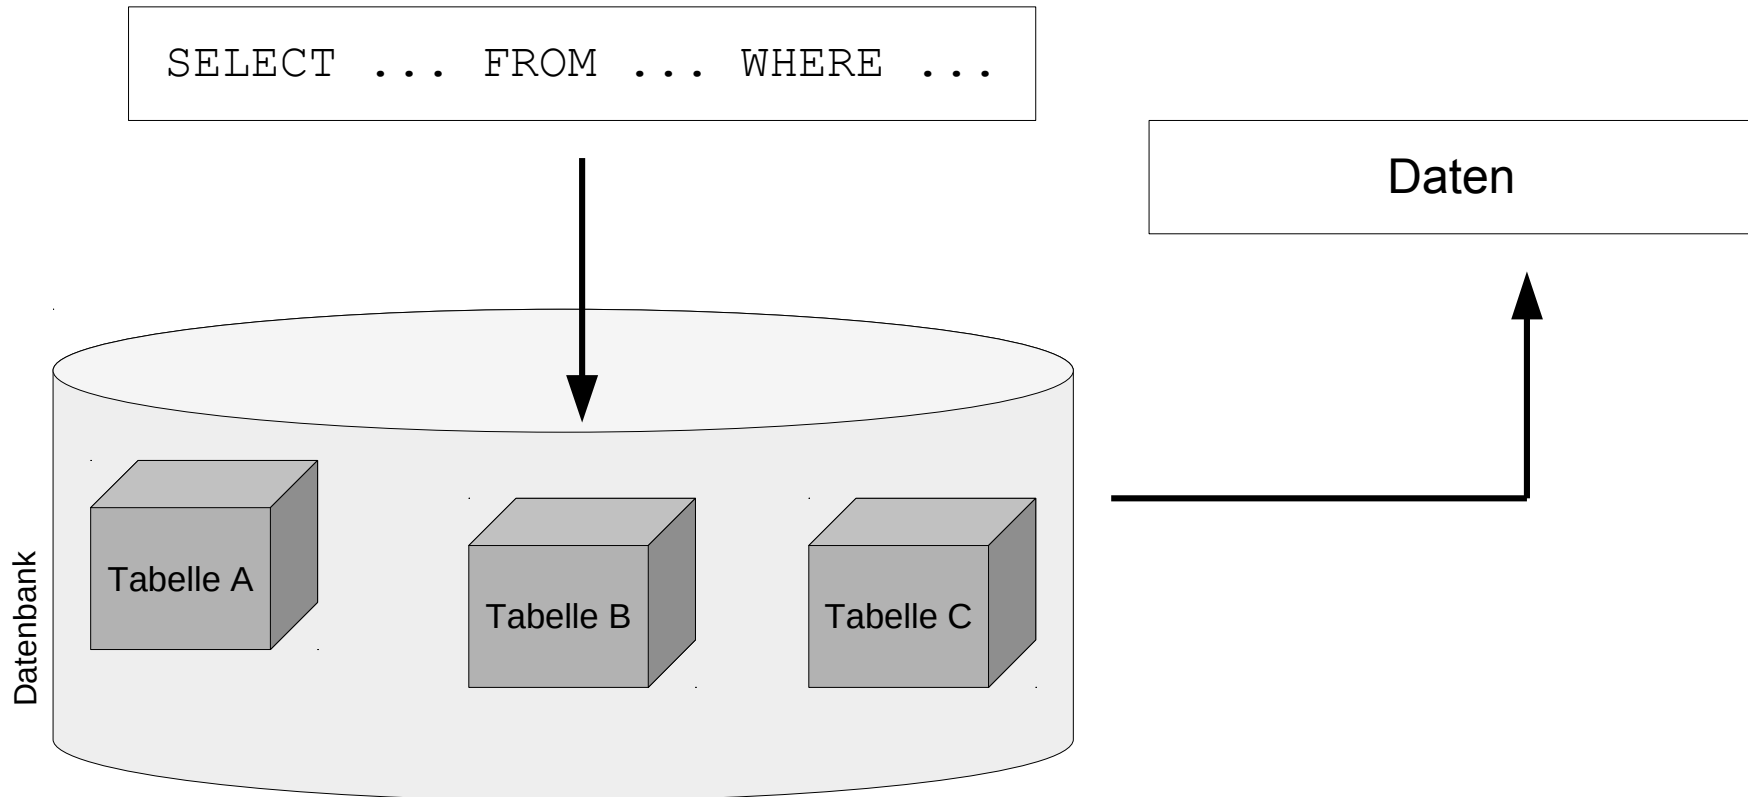 SELECT ... FROM ... WHERE ...
Daten
Datenbank
Tabelle A
Tabelle B
Tabelle C